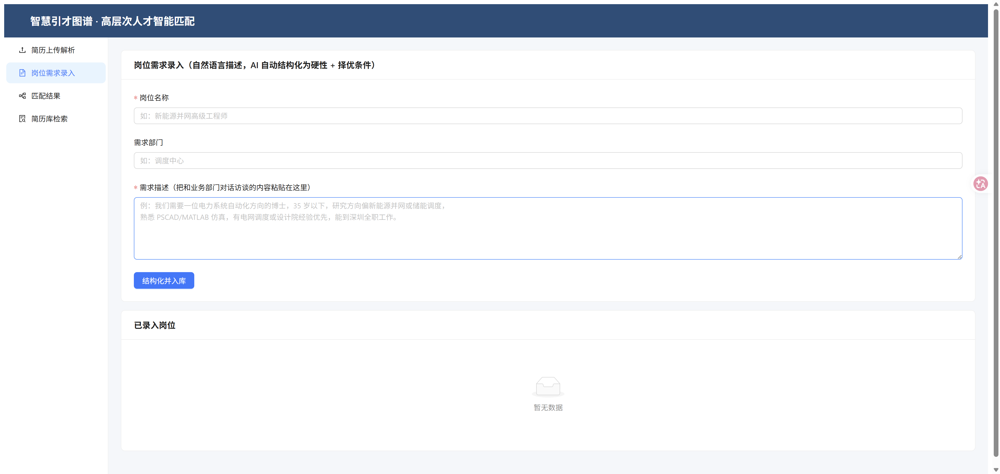 智慧引才图谱 · 高层次人才智能匹配
简历上传解析
岗位需求录入
匹配结果
简历库检索
岗位需求录入（自然语言描述，AI 自动结构化为硬性 + 择优条件）
* 岗位名称
如：新能源并网高级工程师
需求部门
如：调度中心
* 需求描述（把和业务部门对话访谈的内容粘贴在这里）
例：我们需要一位电力系统自动化方向的博士，35 岁以下，研究方向偏新能源并网或储能调度，
熟悉 PSCAD/MATLAB 仿真，有电网调度或设计院经验优先，能到深圳全职工作。
结构化并入库
已录入岗位
暂无数据